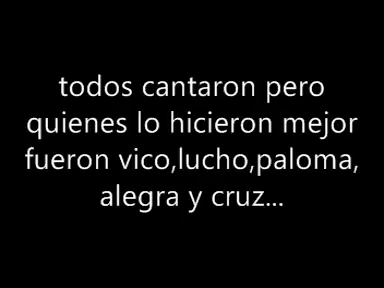 todos cantaron pero
quienes lo hicieron mejor
fueron vico,lucho,paloma,
alegra y cruz...